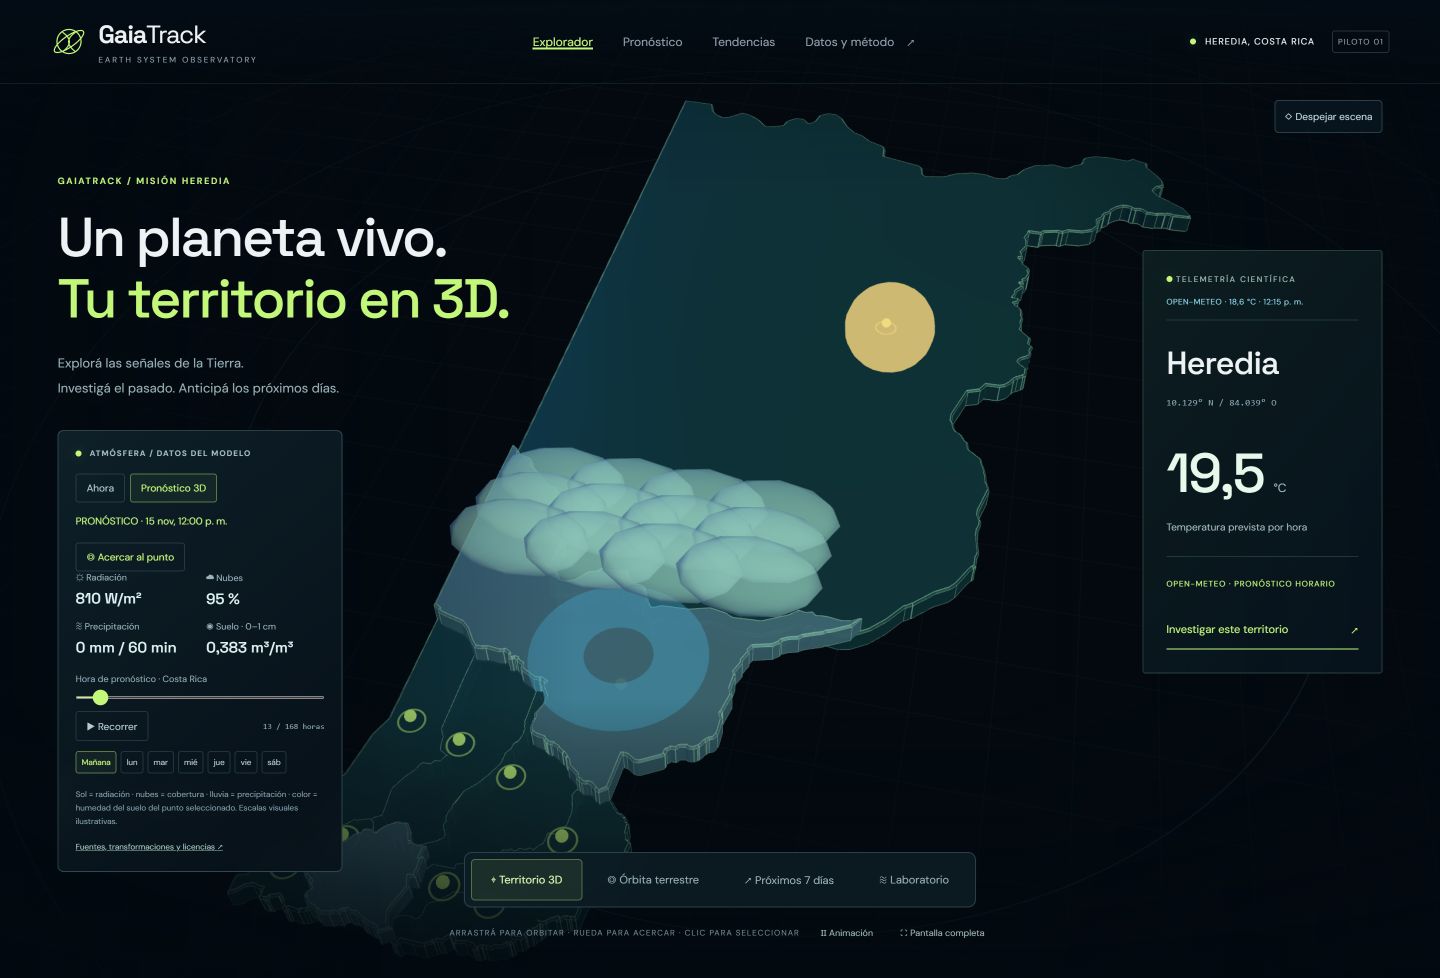 GaiaTrack
EARTH SYSTEM OBSERVATORY
Explorador Pronóstico Tendencias Datos y método ↗
HEREDIA, COSTA RICA PILOTO 01
◇ Despejar escena
GAIATRACK / MISIÓN HEREDIA
Un planeta vivo.
Tu territorio en 3D.
Explorá las señales de la Tierra.
Investigá el pasado. Anticipá los próximos días.
ATMÓSFERA / DATOS DEL MODELO
Ahora Pronóstico 3D
PRONÓSTICO · 15 nov, 12:00 p. m.
◎ Acercar al punto
Radiación Nubes
810 W/m² 95 %
≋ Precipitación ◉ Suelo · 0–1 cm
0 mm / 60 min 0,383 m³/m³
Hora de pronóstico · Costa Rica
▶ Recorrer 13 / 168 horas
Mañana lun mar mié jue vie sáb
Sol = radiación · nubes = cobertura · lluvia = precipitación · color =
humedad del suelo del punto seleccionado. Escalas visuales
ilustrativas.
Fuentes, transformaciones y licencias ↗
TELEMETRÍA CIENTÍFICA
OPEN-METEO · 18,6 °C · 12:15 p. m.
Heredia
10.129° N / 84.039° O
19,5 °C
Temperatura prevista por hora
OPEN-METEO · PRONÓSTICO HORARIO
Investigar este territorio ↗
⌖ Territorio 3D ◎ Órbita terrestre ↗ Próximos 7 días ≋ Laboratorio
ARRASTRÁ PARA ORBITAR · RUEDA PARA ACERCAR · CLIC PARA SELECCIONAR Animación Pantalla completa